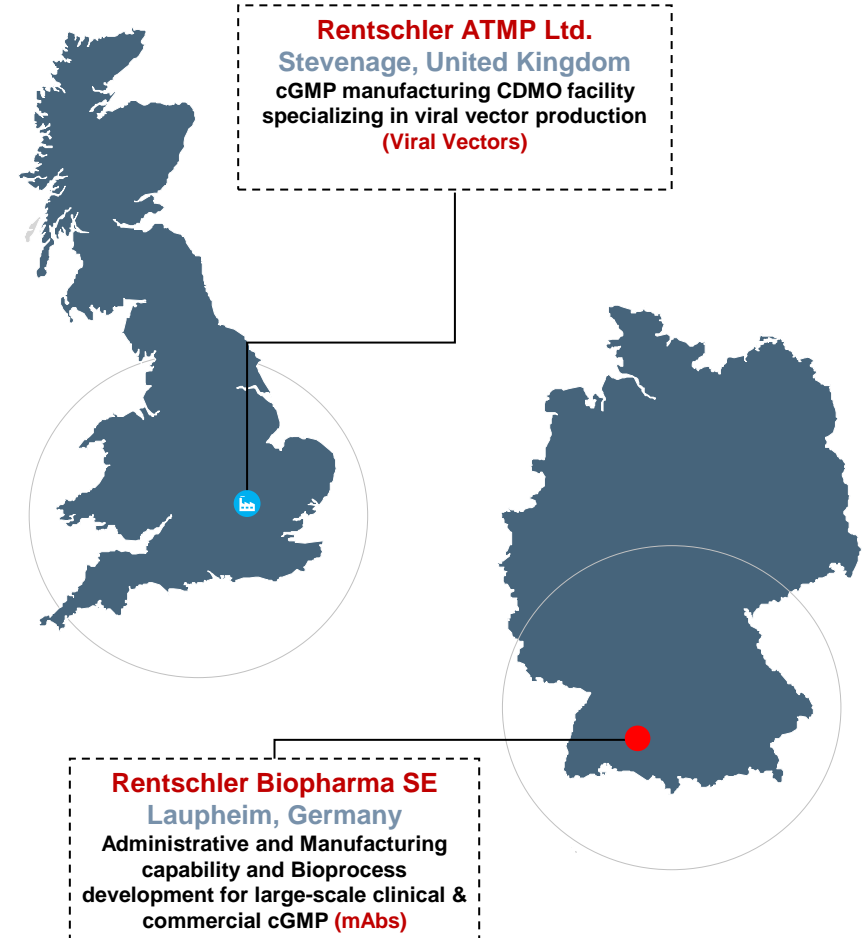 Rentschler ATMP Ltd.
Stevenage, United Kingdom
cGMP manufacturing CDMO facility
specializing in viral vector production
(Viral Vectors)
Rentschler Biopharma SE
Laupheim, Germany
Administrative and Manufacturing
capability and Bioprocess
development for large-scale clinical &
commercial cGMP (mAbs)